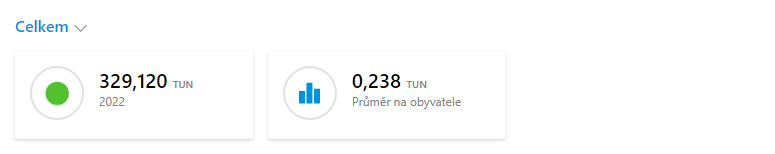 Celkem
329,120 TUN
2022
0,238 TUN
Průměr na obyvatele